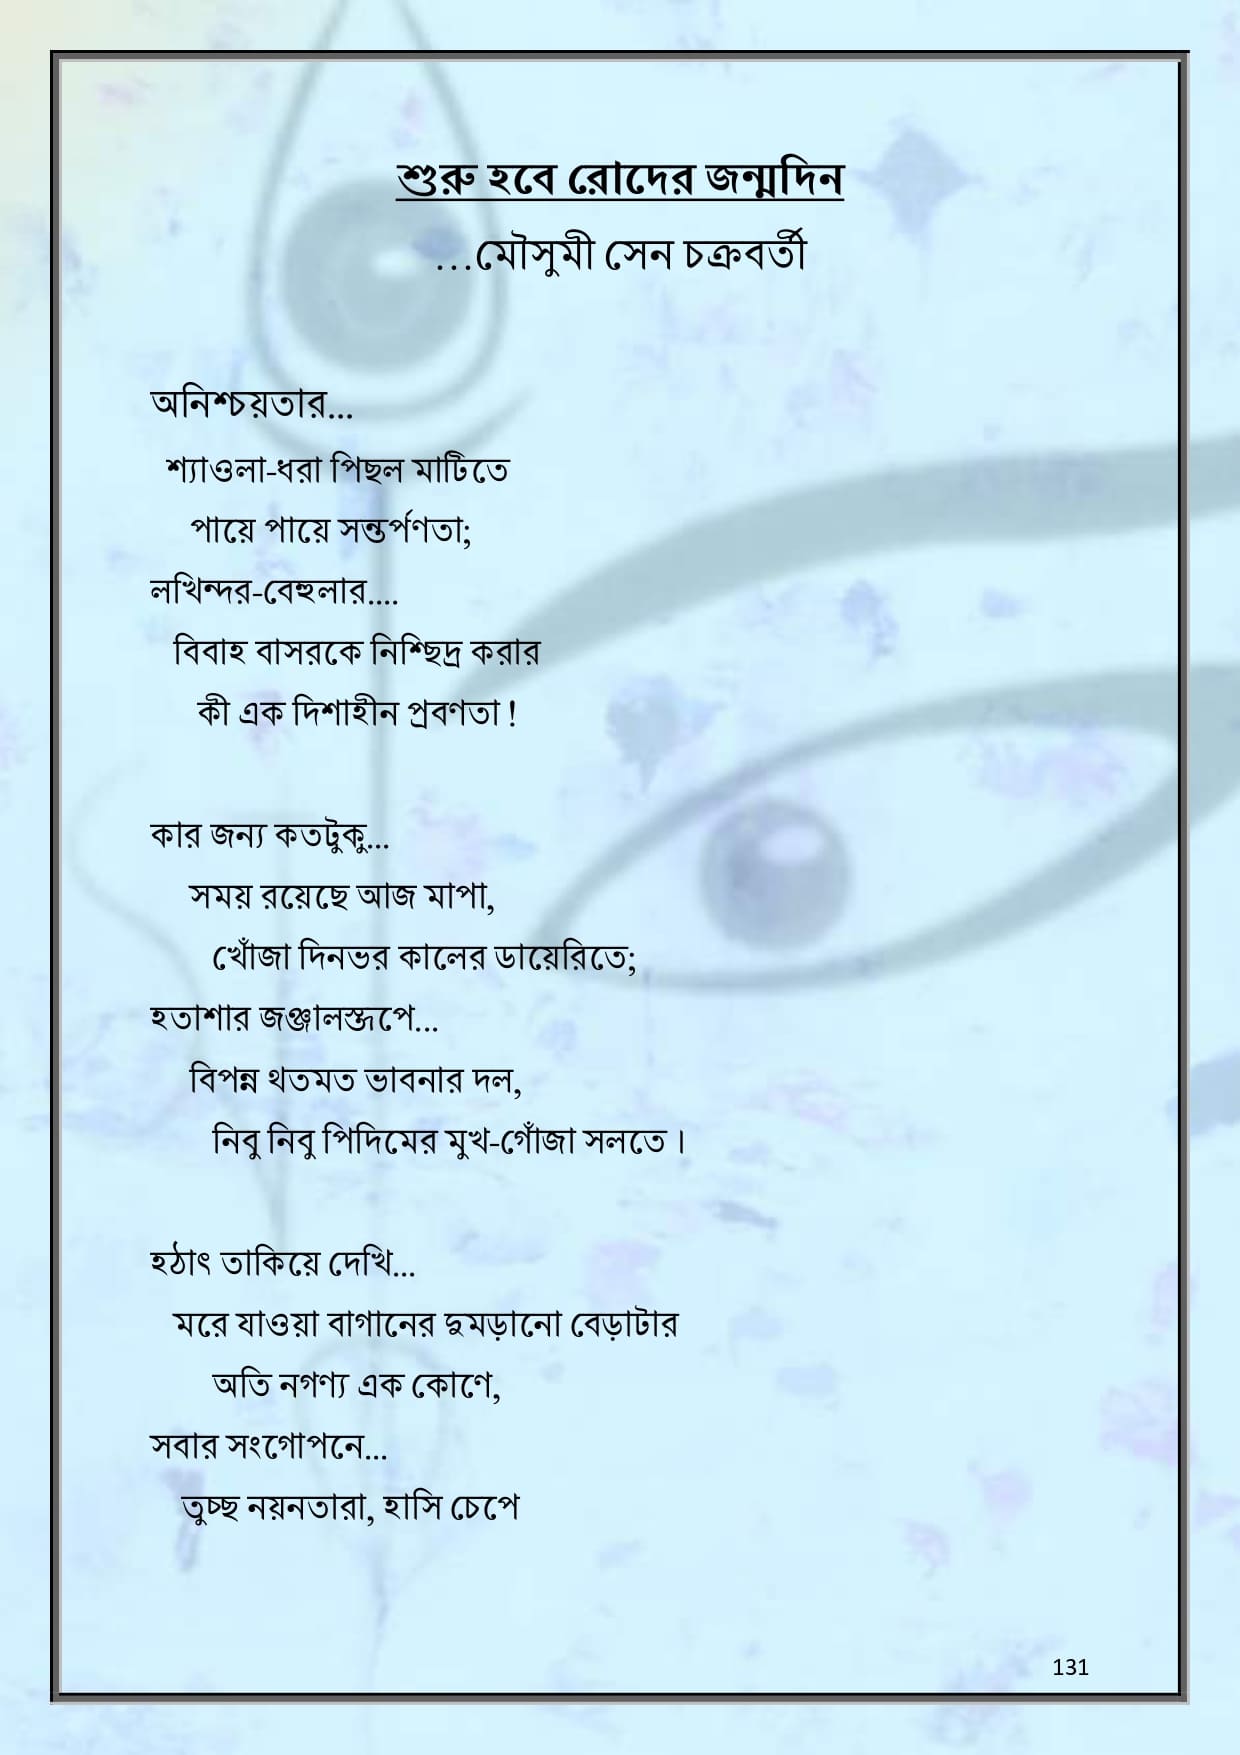 শুরু হবে রোদের জন্মদিন
...মৌসুমী সেন চক্রবর্তী
অনিশ্চয়তার...
শ্যাওলা-ধরা পিছল মাটিতে
পায়ে পায়ে সন্তর্পণতা;
লখিন্দর-বেহুলার....
বিবাহ বাসরকে নিশ্ছিদ্র করার
কী এক দিশাহীন প্রবণতা !
কার জন্য কতটুকু...
সময় রয়েছে আজ মাপা,
খোঁজা দিনভর কালের ডায়েরিতে;
হতাশার জঞ্জালস্তূপে...
বিপন্ন থতমত ভাবনার দল,
নিবু নিবু পিদিমের মুখ-গোঁজা সলতে ।
হঠাৎ তাকিয়ে দেখি...
মরে যাওয়া বাগানের দুমড়ানো বেড়াটার
অতি নগণ্য এক কোণে,
সবার সংগোপনে...
তুচ্ছ নয়নতারা, হাসি চেপে
131